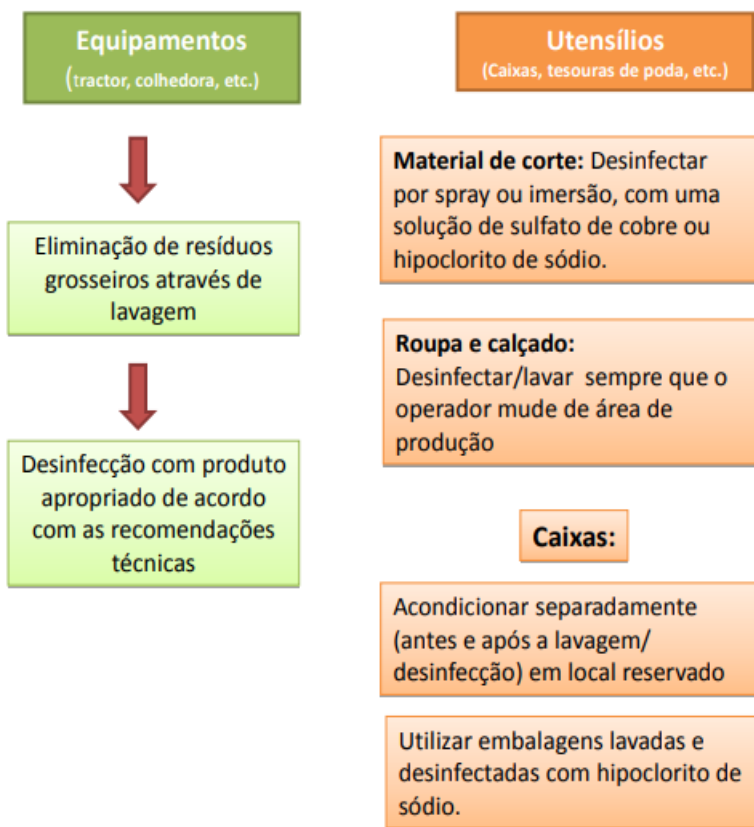 Equipamentos
(tractor, colhedora, etc.)
Eliminação de resíduos
grosseiros através de
lavagem
Desinfecção com produto
apropriado de acordo
com as recomendações
técnicas
Utensílios
(Caixas, tesouras de poda, etc.)
Material de corte: Desinfectar
por spray ou imersão, com uma
solução de sulfato de cobre ou
hipoclorito de sódio.
Roupa e calçado:
Desinfectar/lavar sempre que o
operador mude de área de
produção
Caixas:
Acondicionar separadamente
(antes e após a lavagem/
desinfecção) em local reservado
Utilizar embalagens lavadas e
desinfectadas com hipoclorito de
sódio.